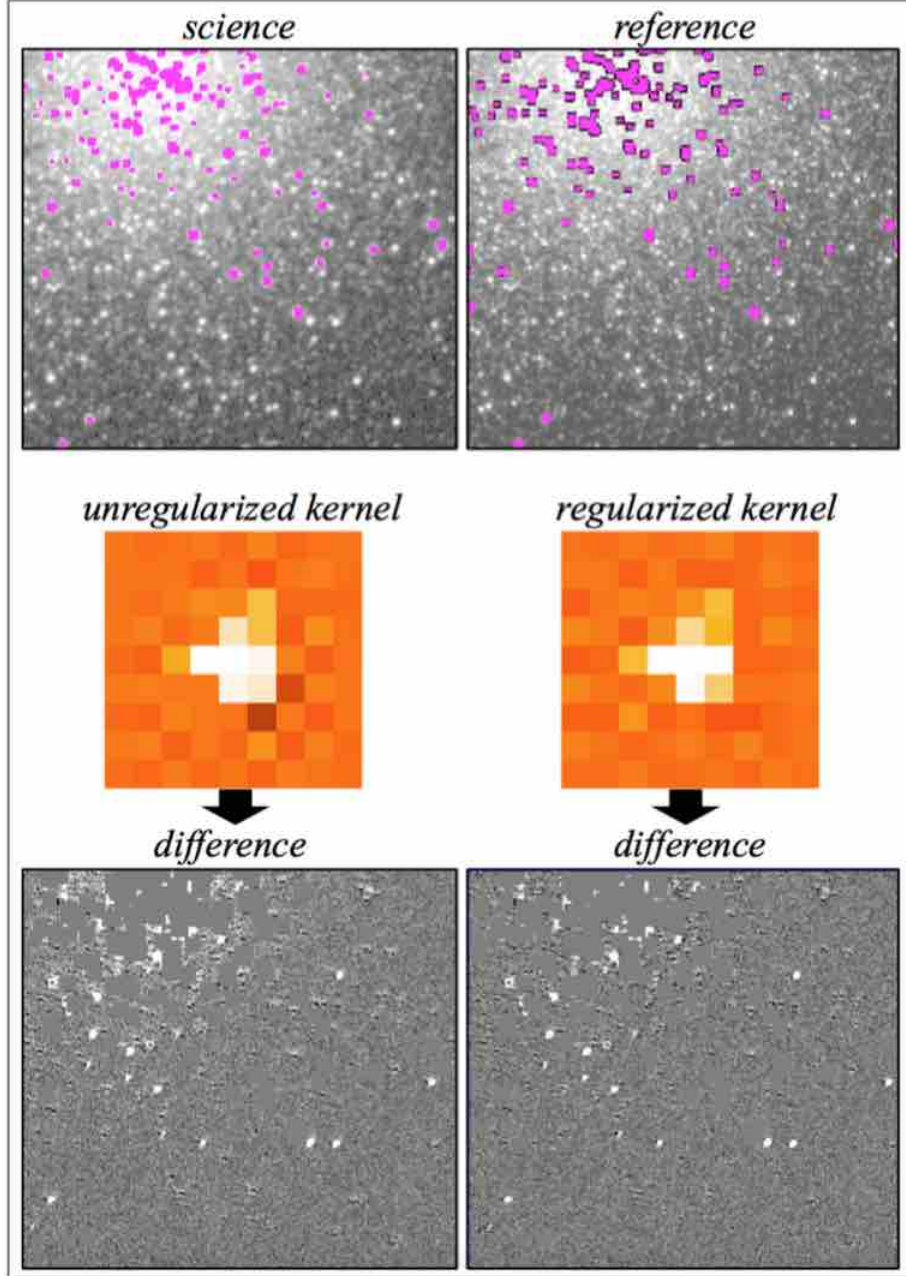 science
reference
unregularized kernel
regularized kernel
difference
difference